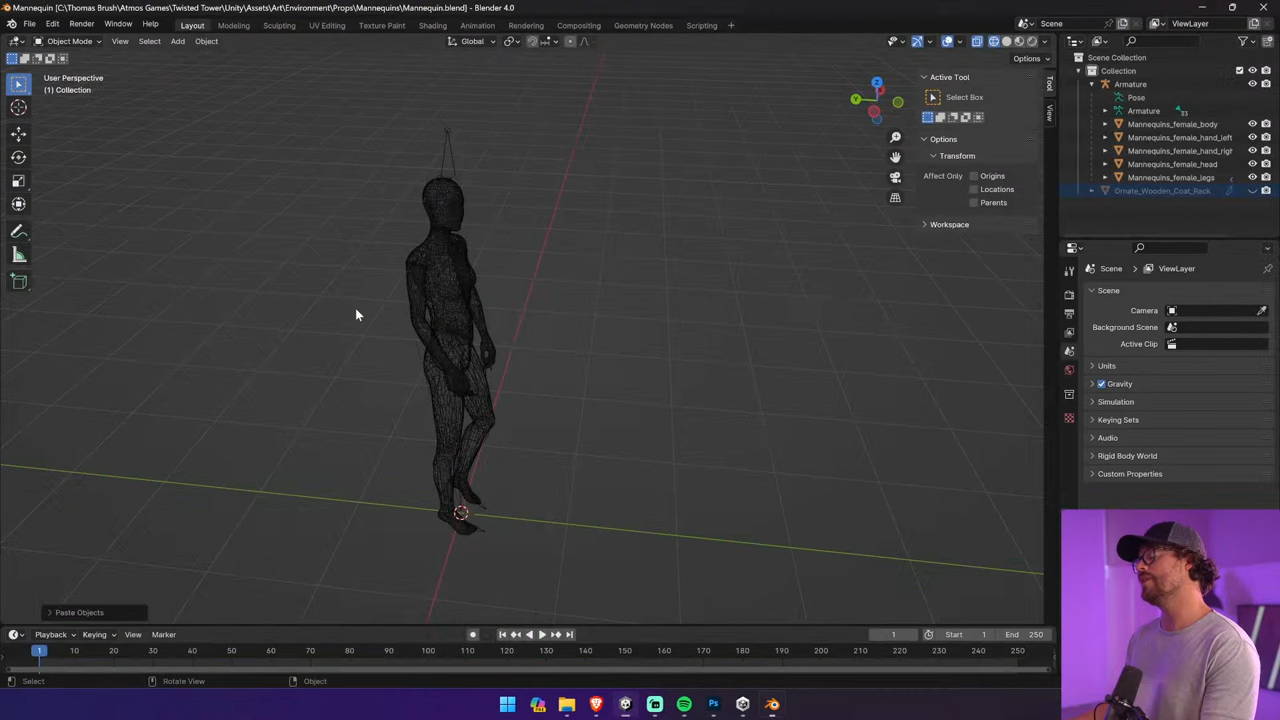 Mannequin [C:\Thomas Brush\Atmos Games\Twisted Tower\Unity\Assets\Art\Environment\Props\Mannequins\Mannequin.blend] - Blender 4.0
File Edit Render Window Help Layout Modeling Sculpting UV Editing Texture Paint Shading Animation Rendering Compositing Geometry Nodes Scripting + Scene ViewLayer
Object Mode View Select Add Object Global
Options
User Perspective
(1) Collection
Active Tool
Select Box
Options
Transform
Affect Only Origins
Locations
Parents
Workspace
Tool
View
Z
Y
Scene Collection
Collection
Armature
Pose
Armature 33
Mannequins_female_body
Mannequins_female_hand_left
Mannequins_female_hand_righ
Mannequins_female_head
Mannequins_female_legs
Ornate_Wooden_Coat_Rack
Scene ViewLayer
Scene
Camera
Background Scene
Active Clip
Units
Gravity
Simulation
Keying Sets
Audio
Rigid Body World
Custom Properties
Paste Objects
Playback Keying View Marker 1 Start 1 End 250
1 10 20 30 40 50 60 70 80 90 100 110 120 130 140 150 160 170 180 190 200 210 220 230 240 250
Select Rotate View Object